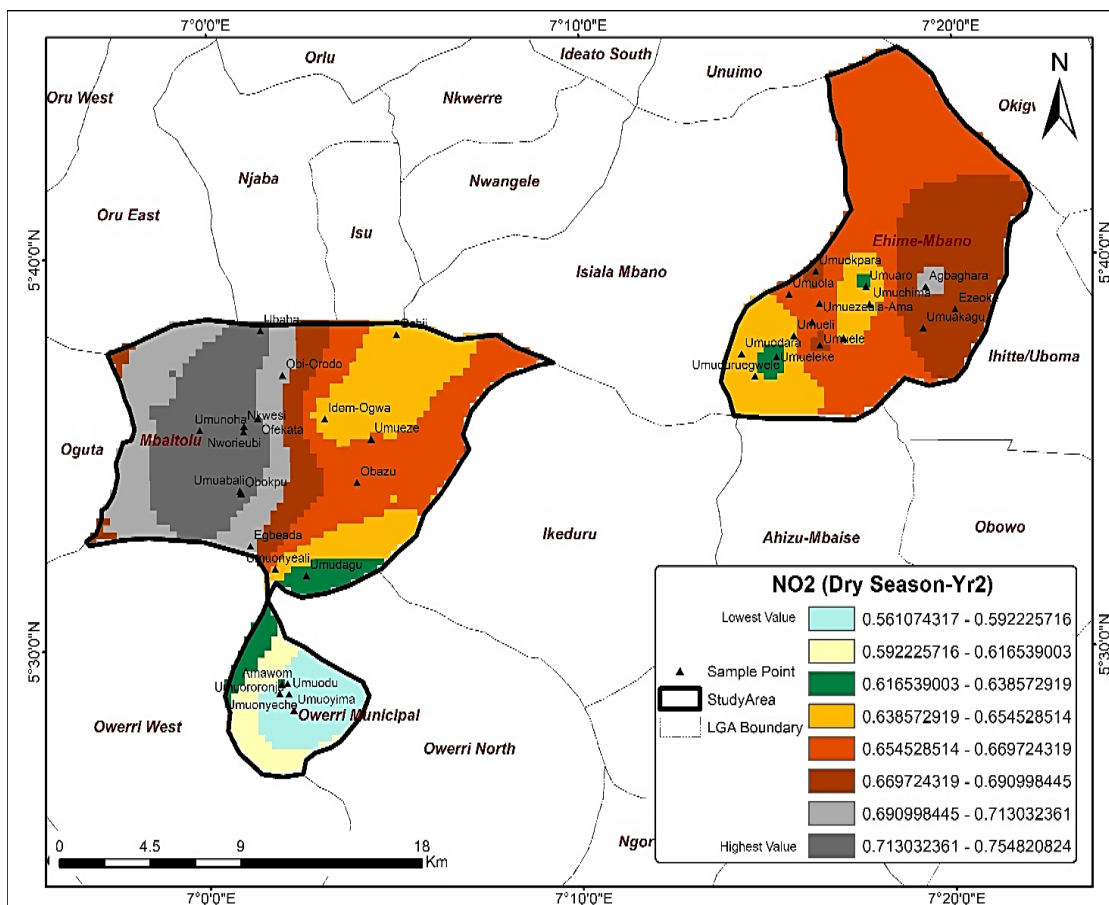 7°0'0"E 7°10'0"E 7°20'0"E
Orlu
Ideato South
Unuimo
N
Oru West
Nkwerre
Njaba
Nwangele
Oru East
Isu
Isiala Mbano
Ehime-Mbano
5°40'0"N 5°40'0"N
Umuokpara
Umuaro
Agbaghara
Umuola
Umuchima
Ezeoke
Umueli
Umuakagu
Umuodara
Umuele
Umueleke
Umuduruegwele
Ihitte/Uboma
Ubaha
Obi-Orodo
Idem-Ogwa
Umunoha
Nkwesi
Ofekata
Umueze
Oguta
Mbaitolu
Nworieubi
Obazu
Umuabali
Obokpu
Ikeduru
Ahizu-Mbaise
Obowo
Egbeada
Umuonyeali
Umudagu
5°30'0"N 5°30'0"N
Amawom
Umuodu
Umuororonjo
Umuoyima
Umuonyeche
Owerri Municipal
Owerri West
Owerri North
NO2 (Dry Season-Yr2)
Lowest Value 0.561074317 - 0.592225716
0.592225716 - 0.616539003
Sample Point 0.616539003 - 0.638572919
StudyArea 0.638572919 - 0.654528514
LGA Boundary 0.654528514 - 0.669724319
0.669724319 - 0.690998445
0.690998445 - 0.713032361
Highest Value 0.713032361 - 0.754820824
0 4.5 9 18
Km
7°0'0"E 7°10'0"E 7°20'0"E